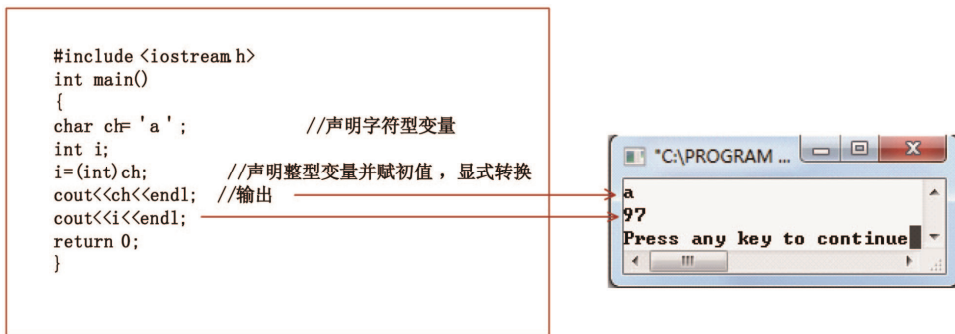 #include <iostream.h>
int main()
{
char ch= 'a';                //声明字符型变量
int i;
i=(int)ch;           //声明整型变量并赋初值，显式转换
cout<<ch<<endl;  //输出
cout<<i<<endl;
return 0;
}
"C:\PROGRAM ...
a
97
Press any key to continue